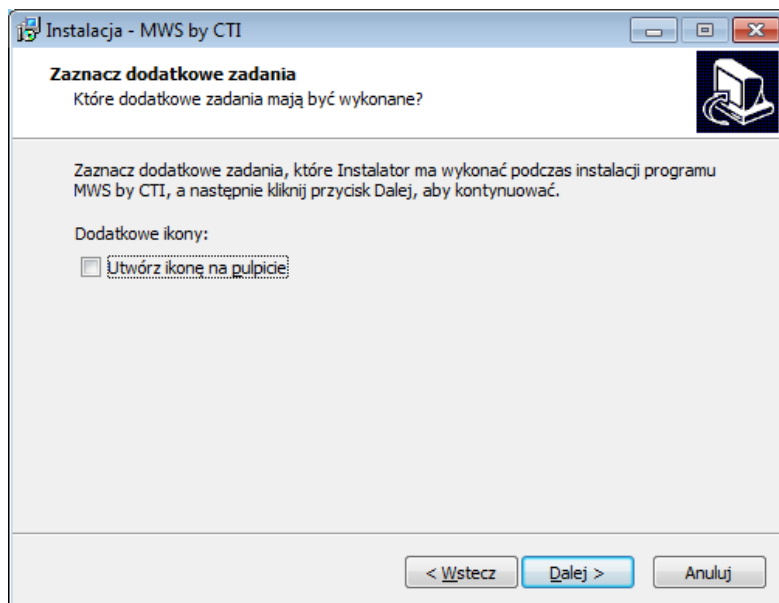 Instalacja - MWS by CTI
Zaznacz dodatkowe zadania
Które dodatkowe zadania mają być wykonane?
Zaznacz dodatkowe zadania, które Instalator ma wykonać podczas instalacji programu
MWS by CTI, a następnie kliknij przycisk Dalej, aby kontynuować.
Dodatkowe ikony:
Utwórz ikonę na pulpicie
< Wstecz
Dalej >
Anuluj